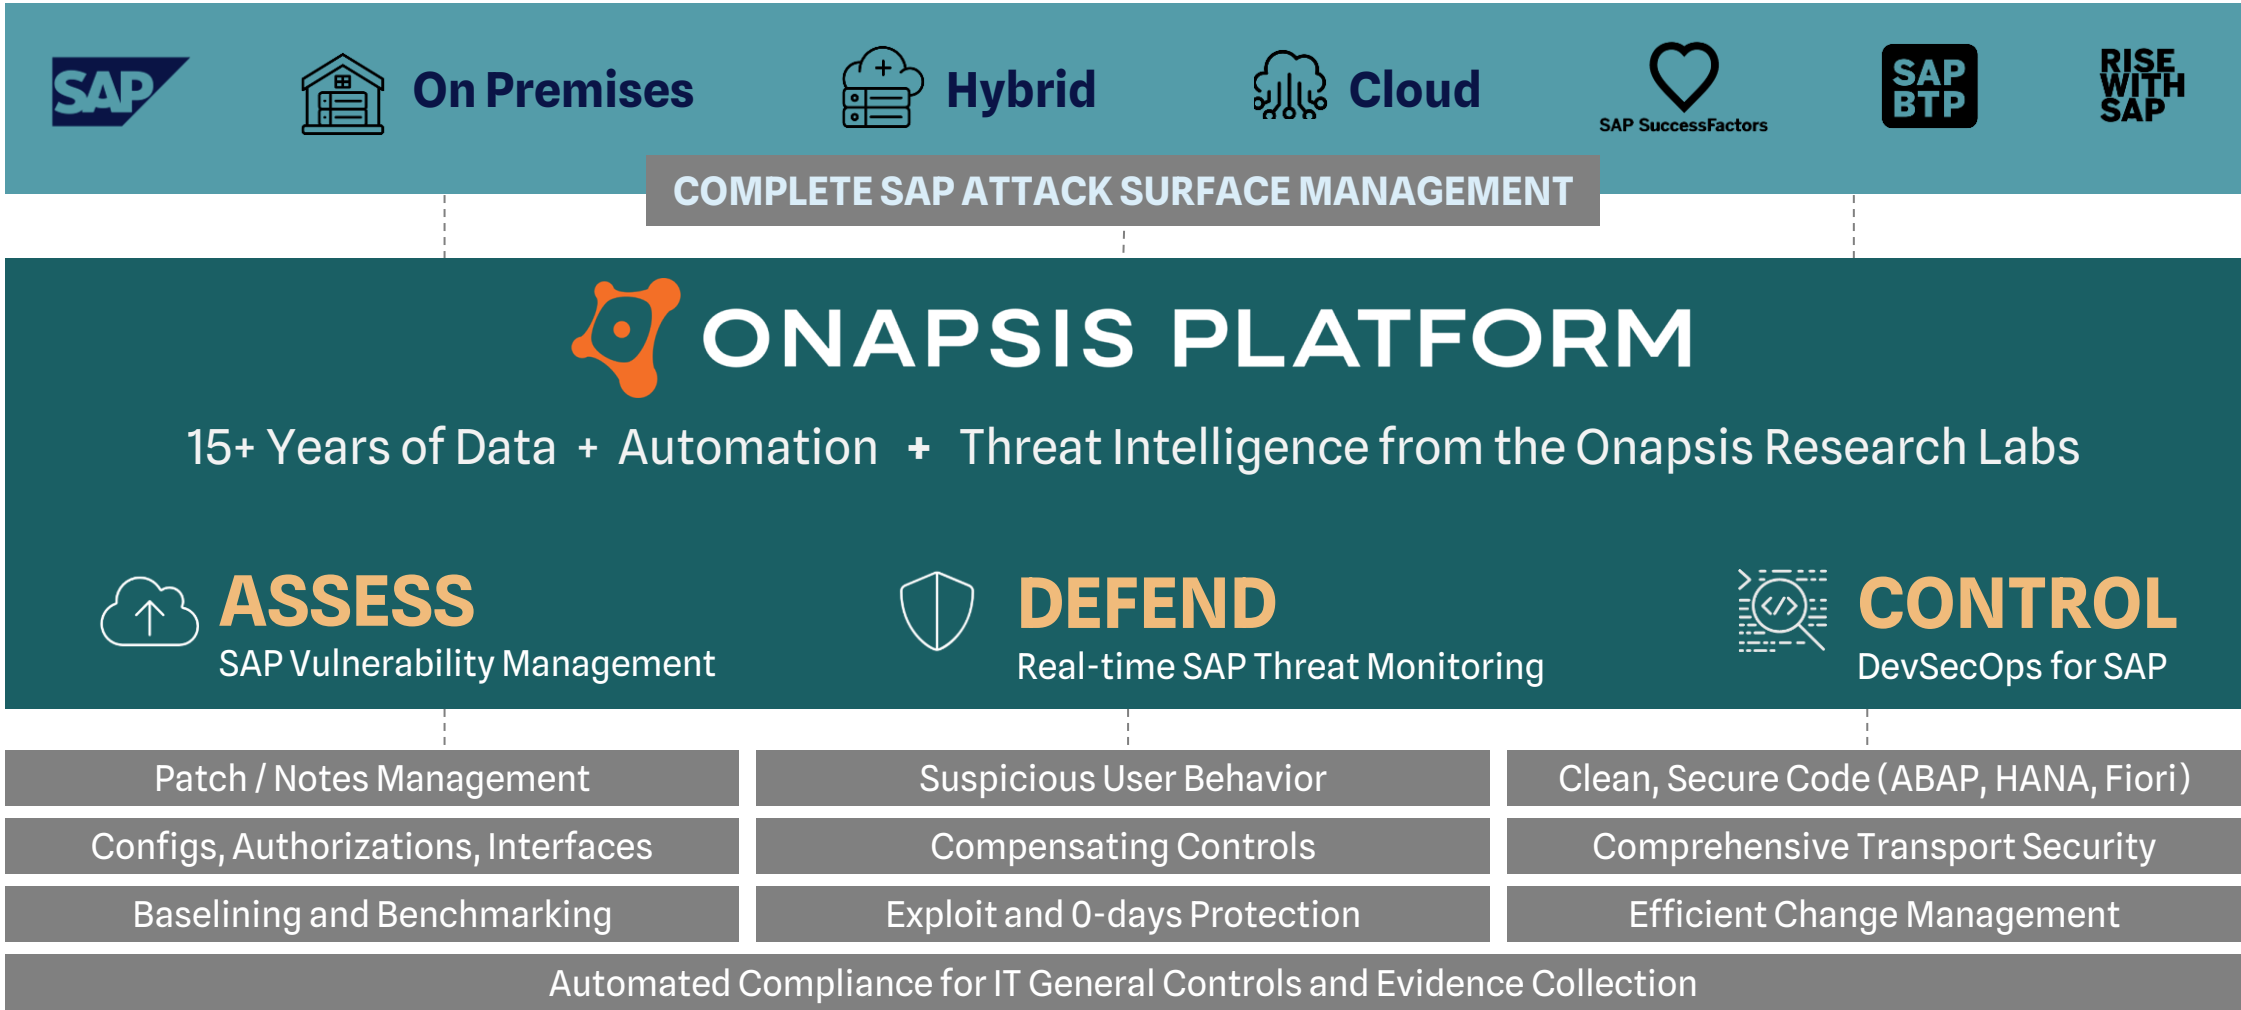 SAP
On Premises
Hybrid
Cloud
SAP SuccessFactors
SAP
BTP
RISE
WITH
SAP
COMPLETE SAP ATTACK SURFACE MANAGEMENT
ONAPSIS PLATFORM
15+ Years of Data + Automation + Threat Intelligence from the Onapsis Research Labs
ASSESS
SAP Vulnerability Management
DEFEND
Real-time SAP Threat Monitoring
CONTROL
DevSecOps for SAP
Patch / Notes Management
Suspicious User Behavior
Clean, Secure Code (ABAP, HANA, Fiori)
Configs, Authorizations, Interfaces
Compensating Controls
Comprehensive Transport Security
Baselining and Benchmarking
Exploit and 0-days Protection
Efficient Change Management
Automated Compliance for IT General Controls and Evidence Collection